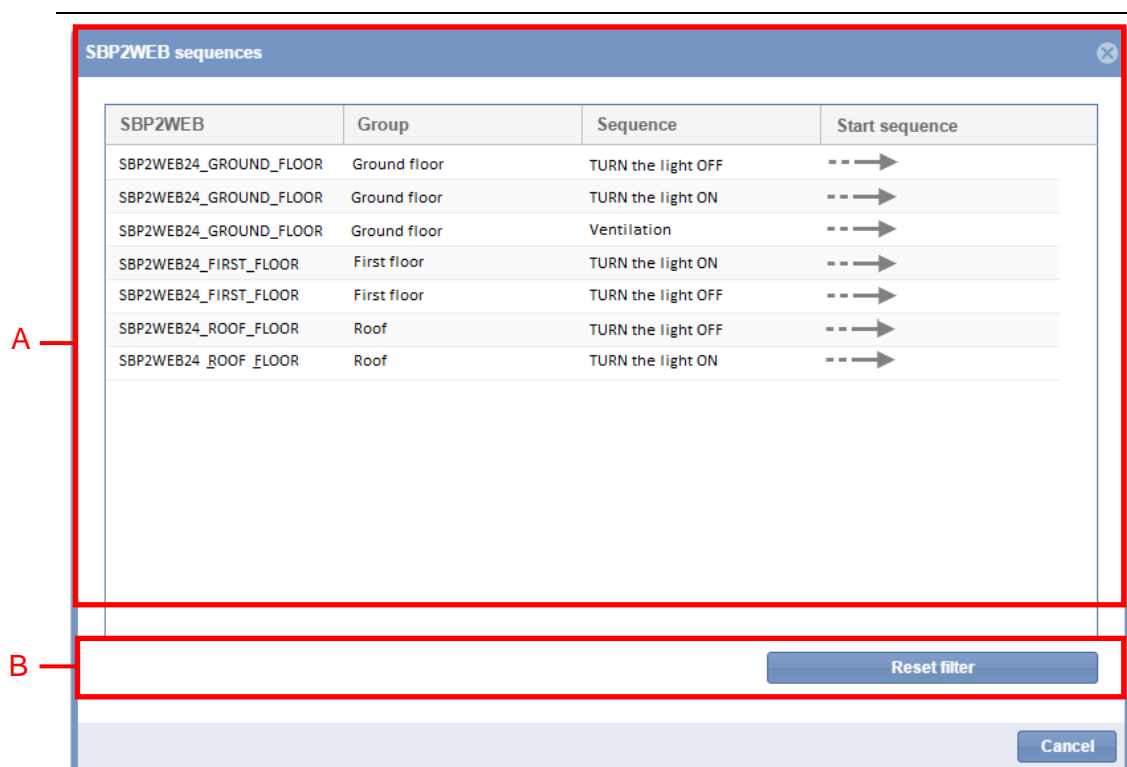 SBP2WEB sequences
SBP2WEB Group Sequence Start sequence
SBP2WEB24_GROUND_FLOOR Ground floor TURN the light OFF
SBP2WEB24_GROUND_FLOOR Ground floor TURN the light ON
SBP2WEB24_GROUND_FLOOR Ground floor Ventilation
SBP2WEB24_FIRST_FLOOR First floor TURN the light ON
SBP2WEB24_FIRST_FLOOR First floor TURN the light OFF
SBP2WEB24_ROOF_FLOOR Roof TURN the light OFF
A
SBP2WEB24_ROOF_FLOOR Roof TURN the light ON
B
Reset filter
Cancel